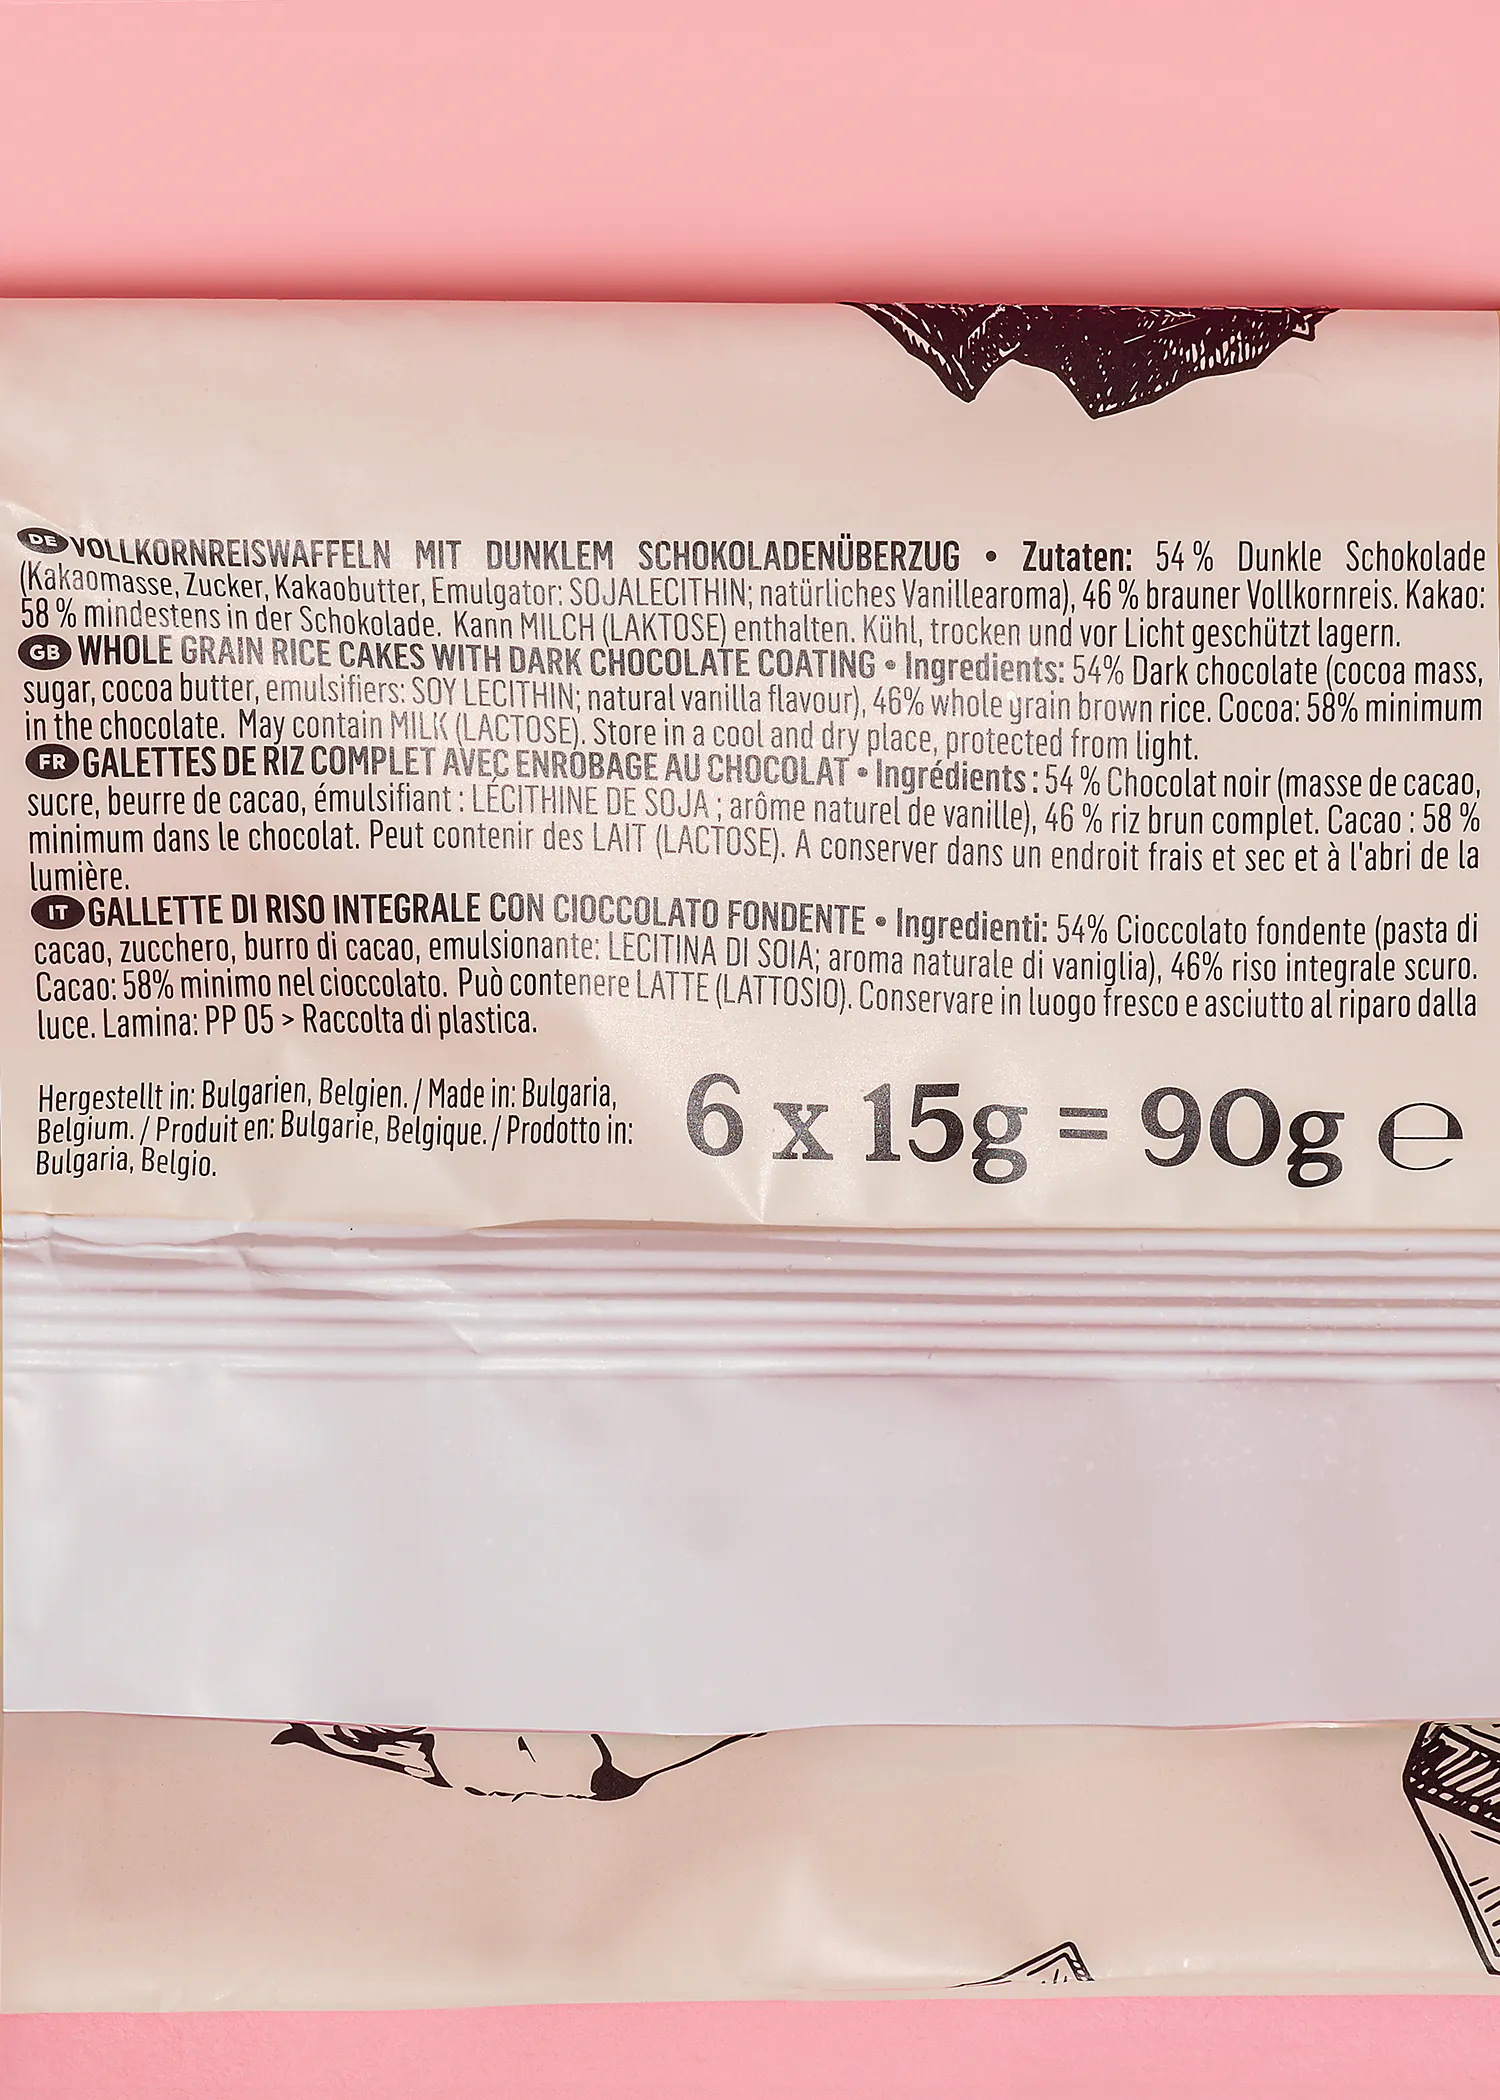 DE VOLLKORNREISWAFFELN MIT DUNKLEM SCHOKOLADENÜBERZUG • Zutaten: 54 % Dunkle Schokolade
(Kakaomasse, Zucker, Kakaobutter, Emulgator: SOJALECITHIN; natürliches Vanillearoma), 46 % brauner Vollkornreis. Kakao:
58 % mindestens in der Schokolade. Kann MILCH (LAKTOSE) enthalten. Kühl, trocken und vor Licht geschützt lagern.
GB WHOLE GRAIN RICE CAKES WITH DARK CHOCOLATE COATING • Ingredients: 54% Dark chocolate (cocoa mass,
sugar, cocoa butter, emulsifiers: SOY LECITHIN; natural vanilla flavour), 46% whole grain brown rice. Cocoa: 58% minimum
in the chocolate. May contain MILK (LACTOSE). Store in a cool and dry place, protected from light.
FR GALETTES DE RIZ COMPLET AVEC ENROBAGE AU CHOCOLAT • Ingrédients : 54 % Chocolat noir (masse de cacao,
sucre, beurre de cacao, émulsifiant : LÉCITHINE DE SOJA ; arôme naturel de vanille), 46 % riz brun complet. Cacao : 58 %
minimum dans le chocolat. Peut contenir des LAIT (LACTOSE). A conserver dans un endroit frais et sec et à l'abri de la
lumière.
IT GALLETTE DI RISO INTEGRALE CON CIOCCOLATO FONDENTE • Ingredienti: 54% Cioccolato fondente (pasta di
cacao, zucchero, burro di cacao, emulsionante: LECITINA DI SOIA; aroma naturale di vaniglia), 46% riso integrale scuro.
Cacao: 58% minimo nel cioccolato. Può contenere LATTE (LATTOSIO). Conservare in luogo fresco e asciutto al riparo dalla
luce. Lamina: PP 05 > Raccolta di plastica.
Hergestellt in: Bulgarien, Belgien. / Made in: Bulgaria,
Belgium. / Produit en: Bulgarie, Belgique. / Prodotto in:
Bulgaria, Belgio.
6 x 15g = 90g ℮